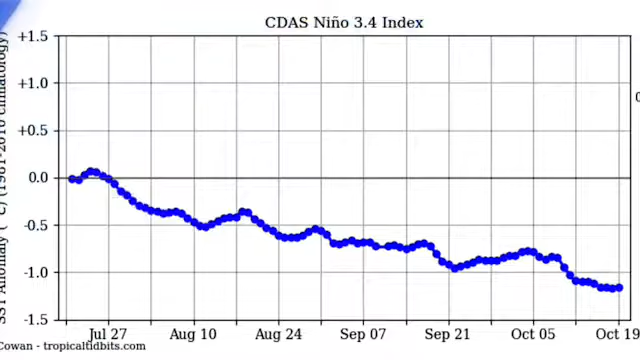 CDAS Niño 3.4 Index
+1.5
+1.0
+0.5
0.0
-0.5
-1.0
-1.5
Jul 27 Aug 10 Aug 24 Sep 07 Sep 21 Oct 05 Oct 19
Cowan - tropicaltidbits.com